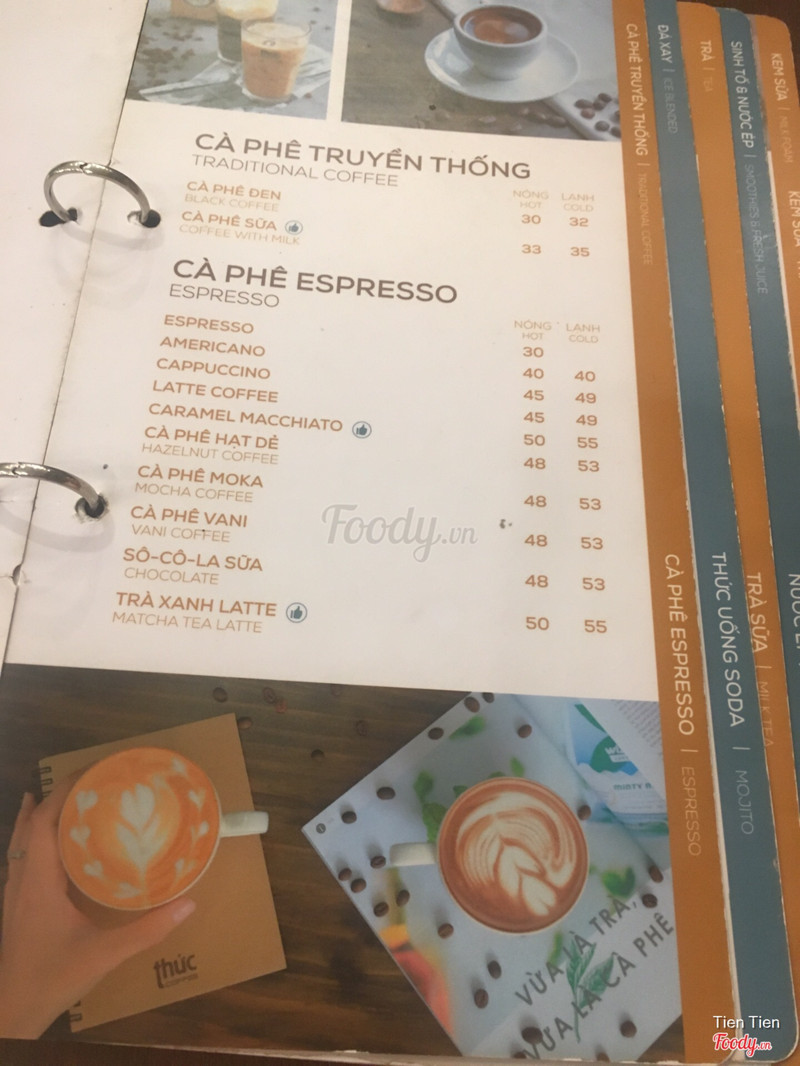 CÀ PHÊ TRUYỀN THỐNG
TRADITIONAL COFFEE
NÓNG LẠNH
HOT COLD
CÀ PHÊ ĐEN 30 32
BLACK COFFEE
CÀ PHÊ SỮA 33 35
COFFEE WITH MILK
CÀ PHÊ ESPRESSO
ESPRESSO
NÓNG LẠNH
HOT COLD
ESPRESSO 30
AMERICANO 40 40
CAPPUCCINO 45 49
LATTE COFFEE 45 49
CARAMEL MACCHIATO 50 55
CÀ PHÊ HẠT DẺ 48 53
HAZELNUT COFFEE
CÀ PHÊ MOKA 48 53
MOCHA COFFEE
CÀ PHÊ VANI 48 53
VANI COFFEE
SÔ-CÔ-LA SỮA 48 53
CHOCOLATE
TRÀ XANH LATTE 50 55
MATCHA TEA LATTE
Foody.vn
thức
COFFEE
VỪA LÀ TRÀ,
VỪA LÀ CÀ PHÊ
CÀ PHÊ TRUYỀN THỐNG | TRADITIONAL COFFEE
CÀ PHÊ ESPRESSO | ESPRESSO
ĐÁ XAY | ICE BLENDED
THỨC UỐNG SODA | MOJITO
TRÀ | TEA
TRÀ SỮA | MILK TEA
SINH TỐ & NƯỚC ÉP | SMOOTHIES & FRESH JUICE
KEM SỮA | MILK FOAM
KEM SỮA
Tien Tien
Foody.vn